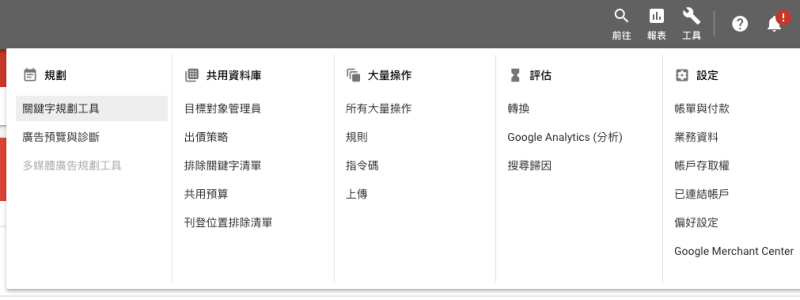 前往
報表
工具
!
規劃
關鍵字規劃工具
廣告預覽與診斷
多媒體廣告規劃工具
共用資料庫
目標對象管理員
出價策略
排除關鍵字清單
共用預算
刊登位置排除清單
大量操作
所有大量操作
規則
指令碼
上傳
評估
轉換
Google Analytics (分析)
搜尋歸因
設定
帳單與付款
業務資料
帳戶存取權
已連結帳戶
偏好設定
Google Merchant Center